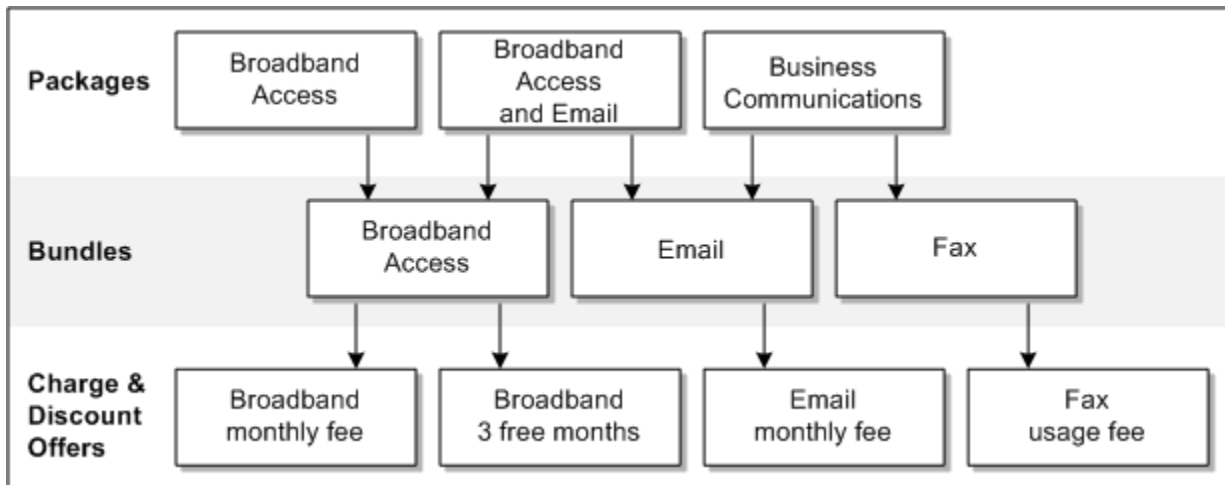 Packages
Broadband
Access
Broadband
Access
and Email
Business
Communications
Bundles
Broadband
Access
Email
Fax
Charge &
Discount
Offers
Broadband
monthly fee
Broadband
3 free months
Email
monthly fee
Fax
usage fee